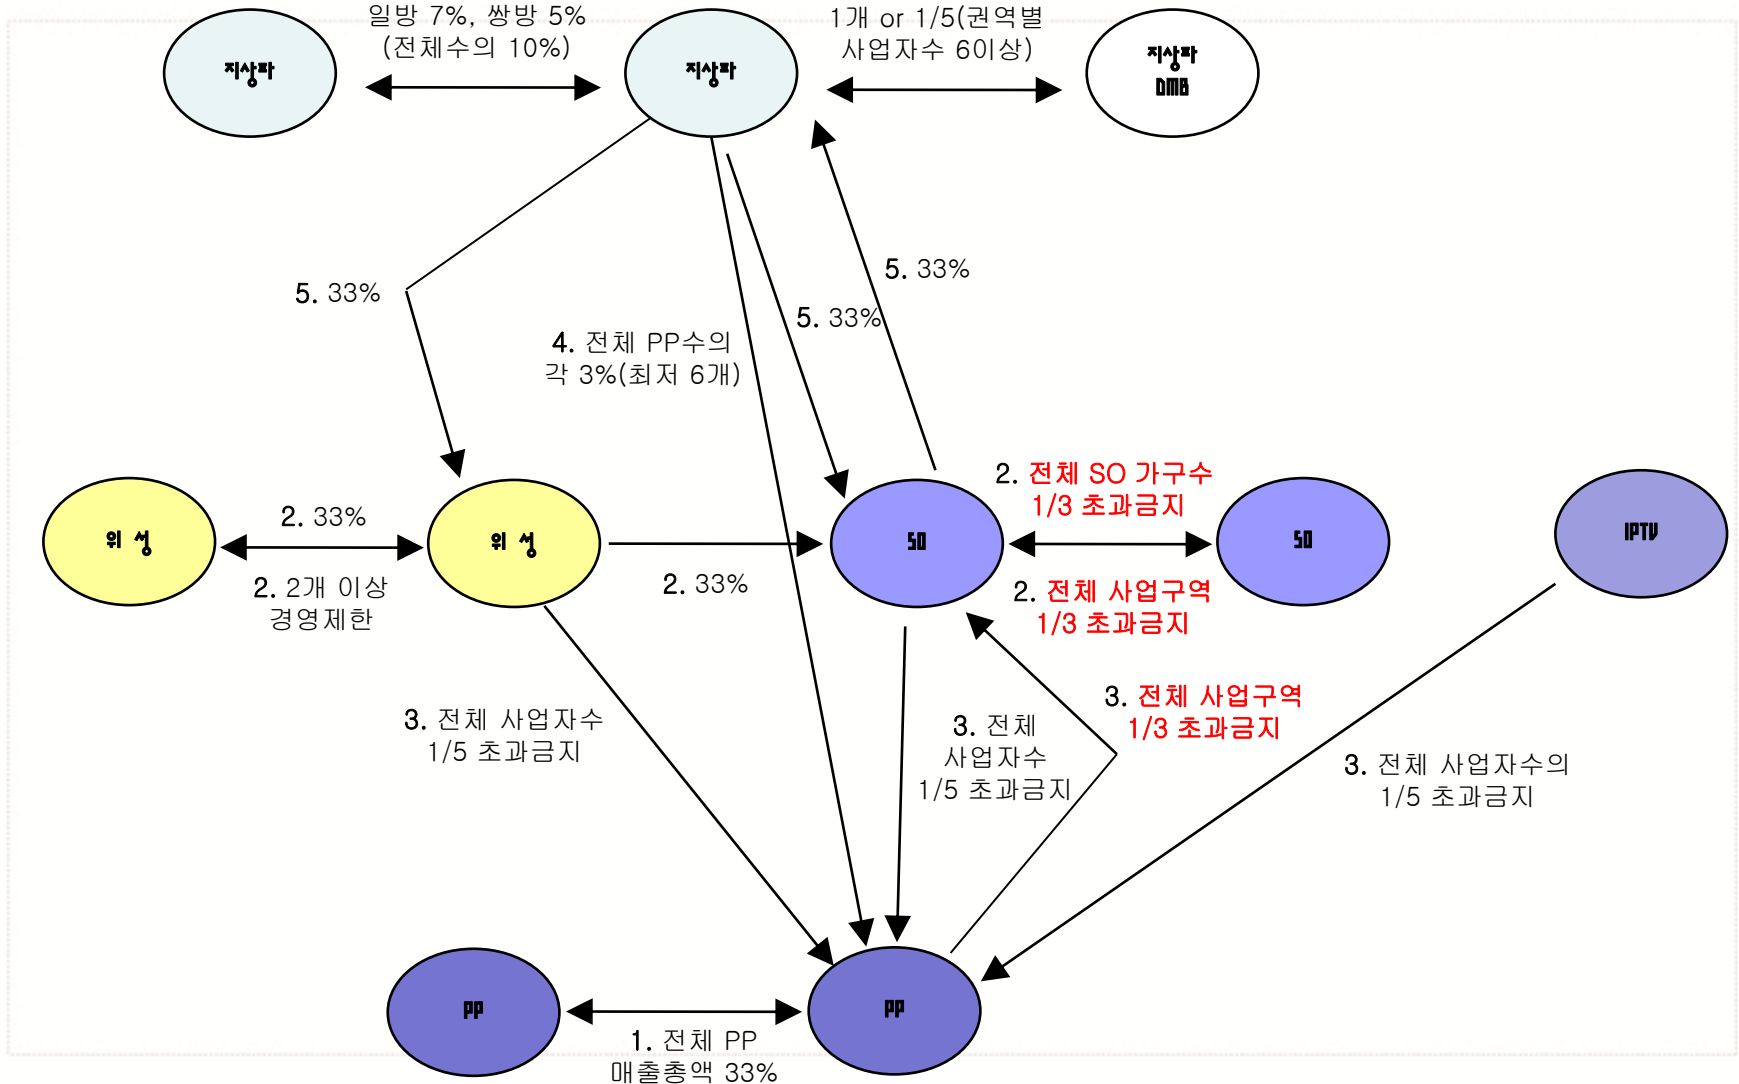 일방 7%, 쌍방 5%
(전체수의 10%)
1개 or 1/5(권역별
사업자수 6이상)
지상파
지상파
지상파
DMB
5. 33%
5. 33%
5. 33%
4. 전체 PP수의
각 3%(최저 6개)
2. 전체 SO 가구수
1/3 초과금지
위 성
2. 33%
위 성
SO
SO
IPTV
2. 2개 이상
경영제한
2. 33%
2. 전체 사업구역
1/3 초과금지
3. 전체 사업자수
1/5 초과금지
3. 전체
사업자수
1/5 초과금지
3. 전체 사업구역
1/3 초과금지
3. 전체 사업자수의
1/5 초과금지
PP
PP
1. 전체 PP
매출총액 33%